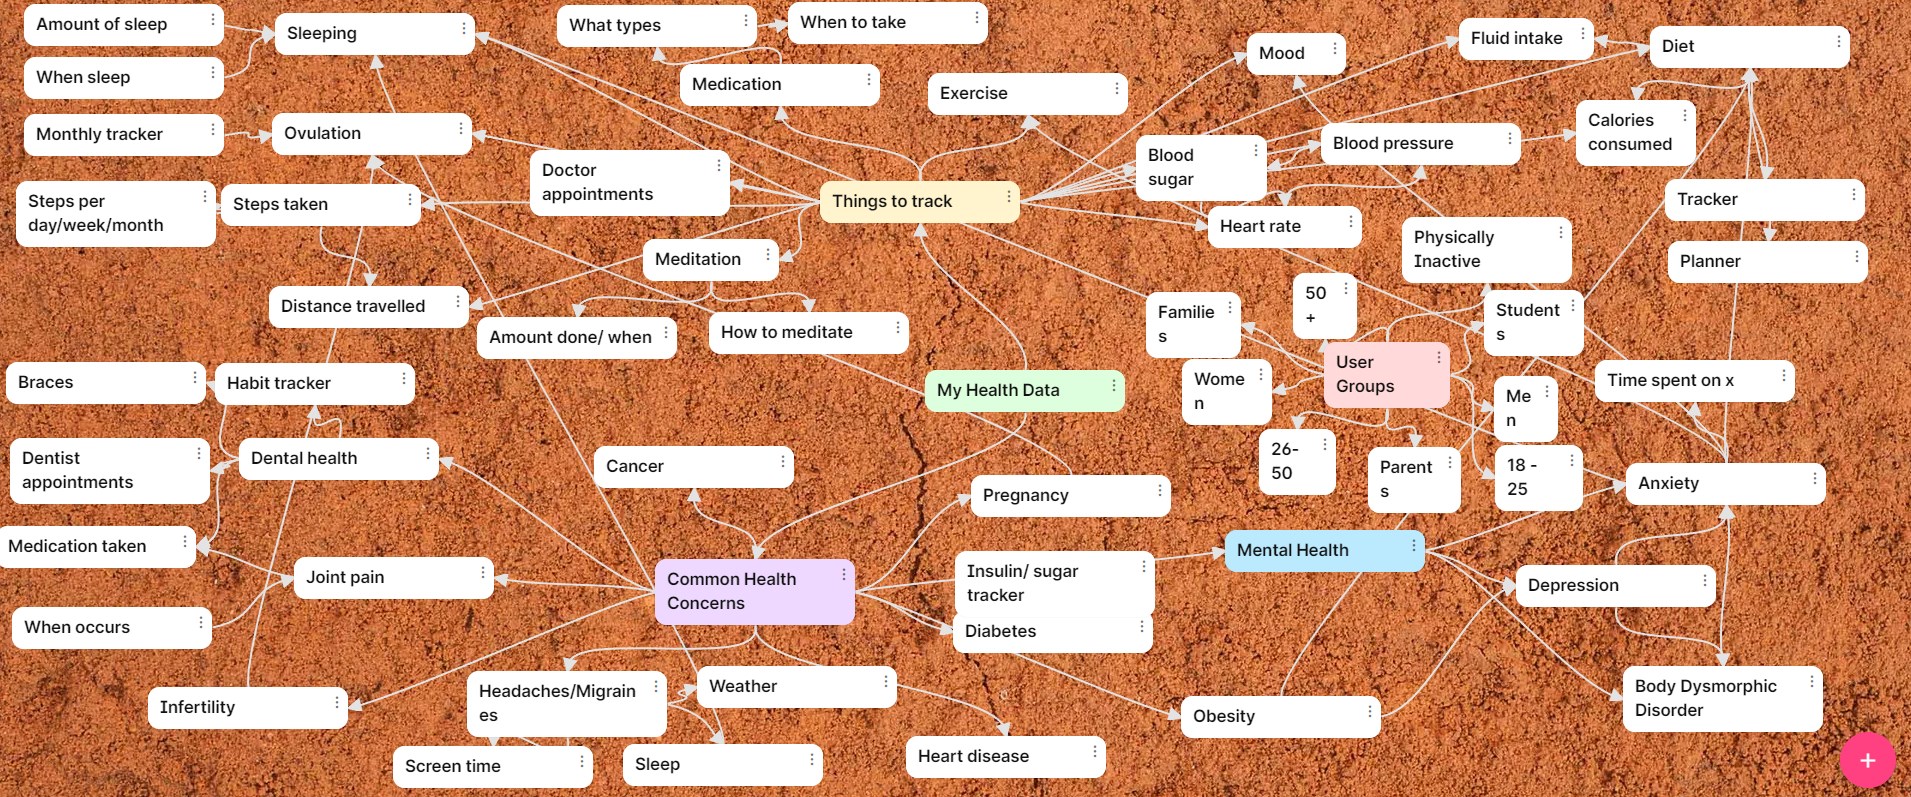 Amount of sleep
Sleeping
What types
When to take
Fluid intake
Diet
Mood
When sleep
Medication
Exercise
Monthly tracker
Ovulation
Calories
consumed
Blood pressure
Blood
sugar
Doctor
appointments
Steps per
day/week/month
Steps taken
Things to track
Tracker
Heart rate
Physically
Inactive
Meditation
Planner
Distance travelled
50
+
Familie
s
Student
s
Amount done/ when
How to meditate
User
Groups
Braces
Habit tracker
My Health Data
Wome
n
Me
n
Time spent on x
Dentist
appointments
Dental health
Cancer
26-
50
Parent
s
18 -
25
Anxiety
Pregnancy
Medication taken
Mental Health
Joint pain
Common Health
Concerns
Insulin/ sugar
tracker
Depression
When occurs
Diabetes
Headaches/Migrain
es
Weather
Body Dysmorphic
Disorder
Infertility
Obesity
Screen time
Sleep
Heart disease
+